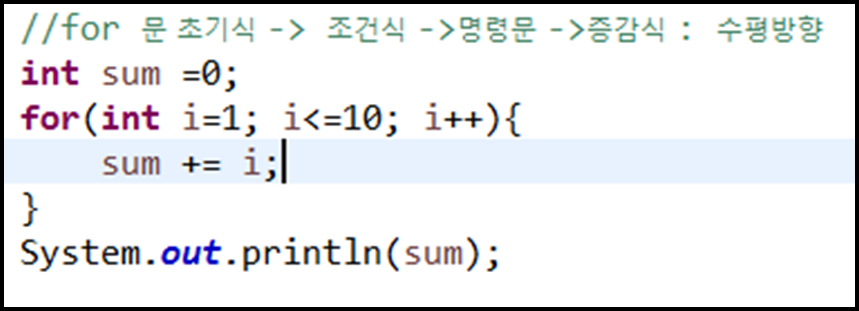 //for 문 초기식 -> 조건식 ->명령문 ->증감식 : 수평방향
int sum =0;
for(int i=1; i<=10; i++){
    sum += i;
}
System.out.println(sum);